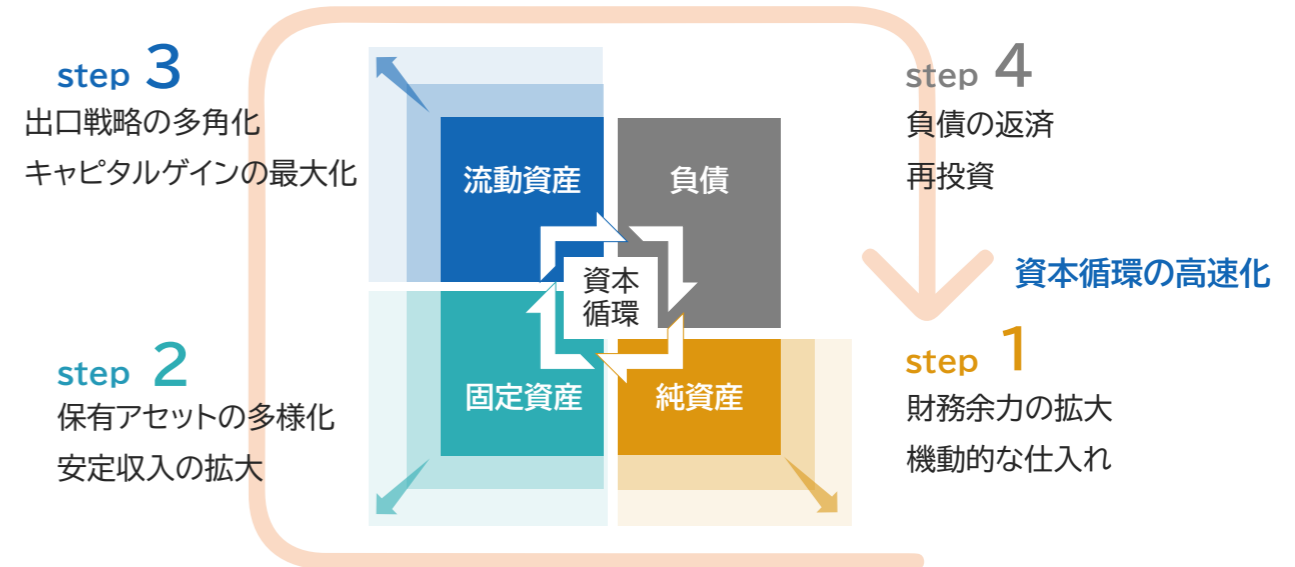 step 3
出口戦略の多角化
キャピタルゲインの最大化
step 4
負債の返済
再投資
流動資産
負債
資本
循環
資本循環の高速化
step 2
保有アセットの多様化
安定収入の拡大
固定資産
純資産
step 1
財務余力の拡大
機動的な仕入れ